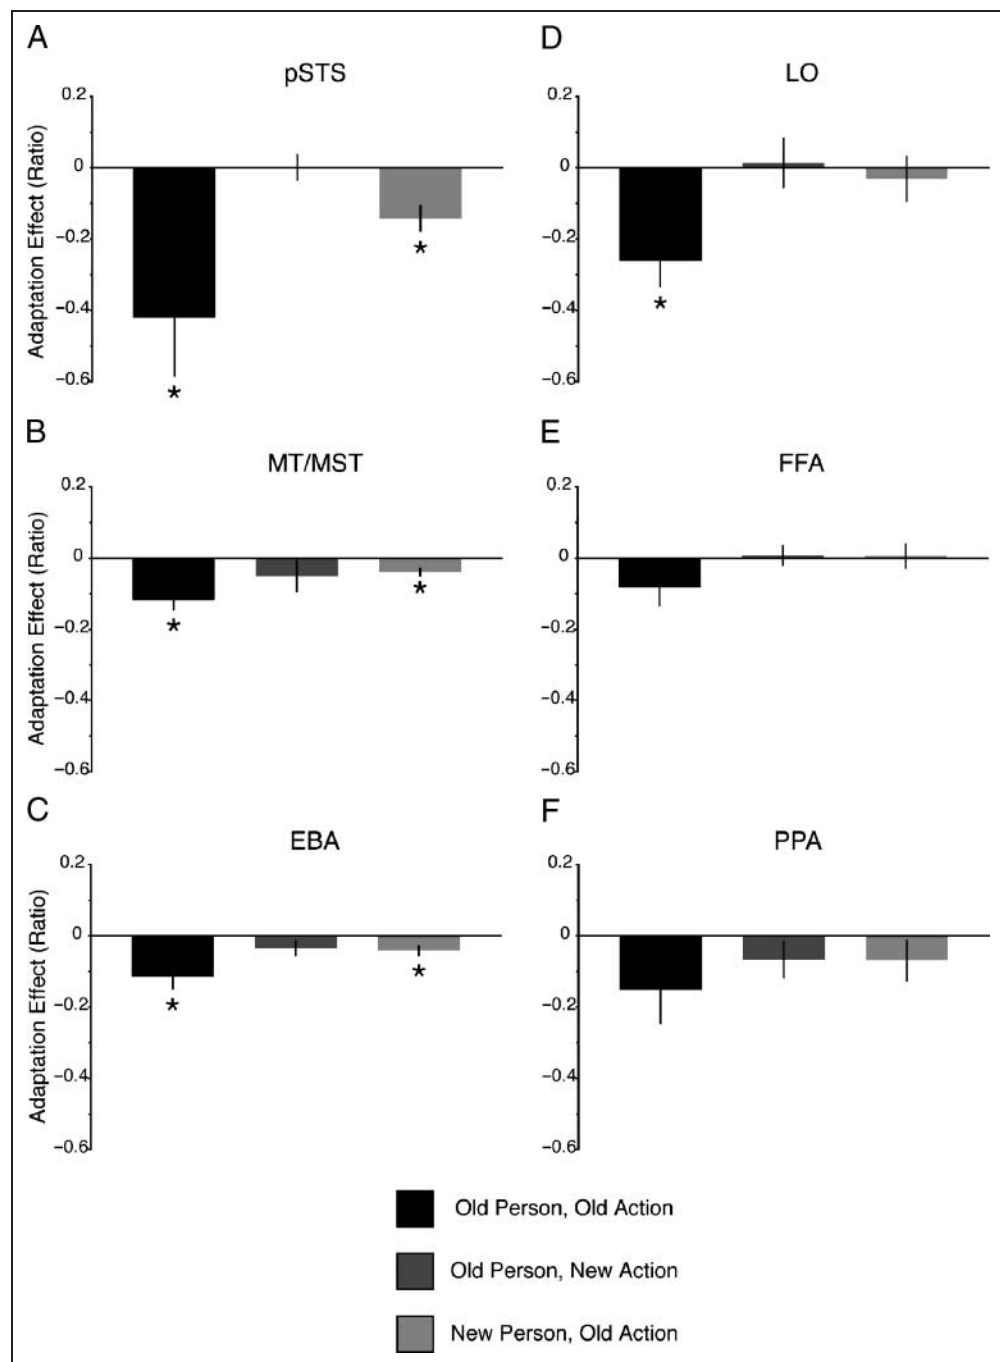 A
pSTS
0.2
0
−0.2
−0.4
−0.6
Adaptation Effect (Ratio)
*
*
D
LO
0.2
0
−0.2
−0.4
−0.6
*
B
MT/MST
0.2
0
−0.2
−0.4
−0.6
Adaptation Effect (Ratio)
*
*
E
FFA
0.2
0
−0.2
−0.4
−0.6
C
EBA
0.2
0
−0.2
−0.4
−0.6
Adaptation Effect (Ratio)
*
*
F
PPA
0.2
0
−0.2
−0.4
−0.6
Old Person, Old Action
Old Person, New Action
New Person, Old Action